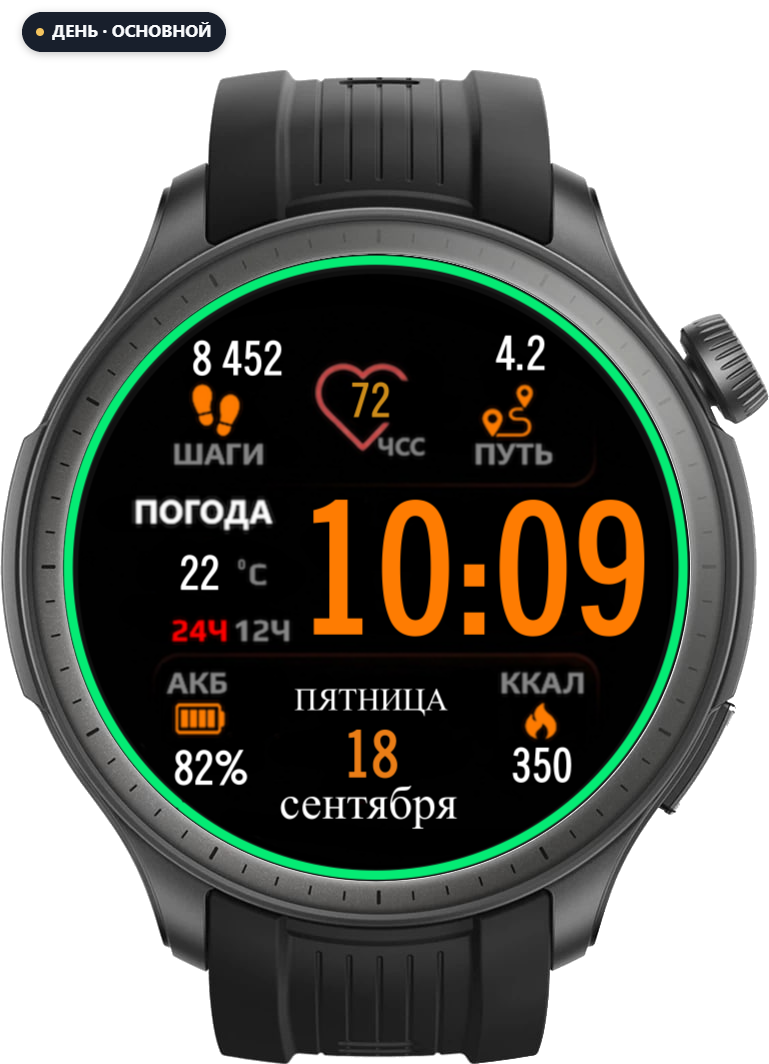 ДЕНЬ · ОСНОВНОЙ
8 452
72
4.2
ШАГИ
ЧСС
ПУТЬ
ПОГОДА
10:09
22 °C
24Ч 12Ч
АКБ
ПЯТНИЦА
ККАЛ
18
82%
350
сентября